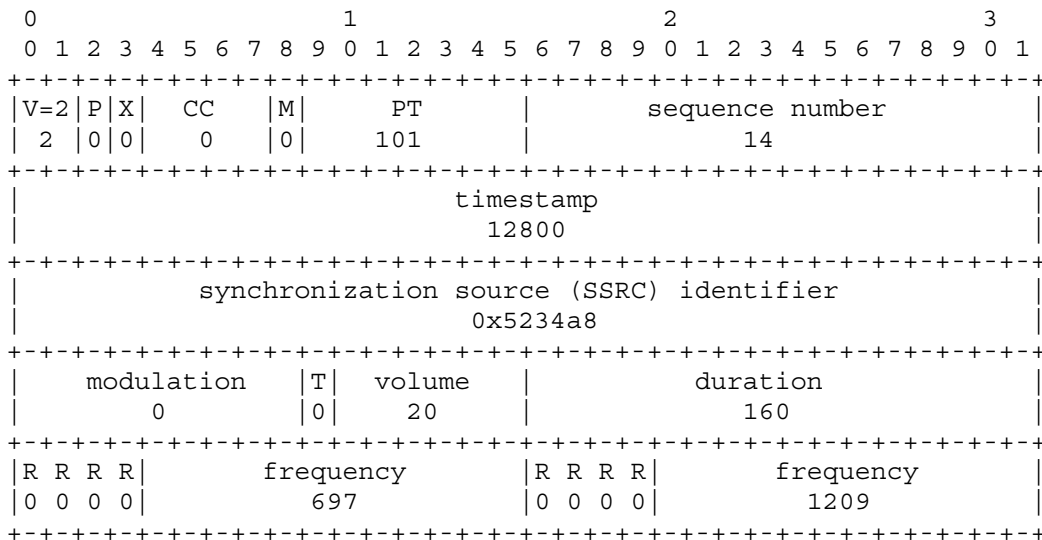 0                   1                   2                   3
 0 1 2 3 4 5 6 7 8 9 0 1 2 3 4 5 6 7 8 9 0 1 2 3 4 5 6 7 8 9 0 1
+-+-+-+-+-+-+-+-+-+-+-+-+-+-+-+-+-+-+-+-+-+-+-+-+-+-+-+-+-+-+-+-+
|V=2|P|X|  CC   |M|     PT      |       sequence number         |
| 2 |0|0|   0   |0|    101      |             14                |
+-+-+-+-+-+-+-+-+-+-+-+-+-+-+-+-+-+-+-+-+-+-+-+-+-+-+-+-+-+-+-+-+
|                           timestamp                           |
|                             12800                             |
+-+-+-+-+-+-+-+-+-+-+-+-+-+-+-+-+-+-+-+-+-+-+-+-+-+-+-+-+-+-+-+-+
|           synchronization source (SSRC) identifier            |
|                            0x5234a8                           |
+-+-+-+-+-+-+-+-+-+-+-+-+-+-+-+-+-+-+-+-+-+-+-+-+-+-+-+-+-+-+-+-+
|    modulation   |T|  volume   |          duration             |
|        0        |0|    20     |             160               |
+-+-+-+-+-+-+-+-+-+-+-+-+-+-+-+-+-+-+-+-+-+-+-+-+-+-+-+-+-+-+-+-+
|R R R R|       frequency       |R R R R|       frequency       |
|0 0 0 0|          697          |0 0 0 0|         1209          |
+-+-+-+-+-+-+-+-+-+-+-+-+-+-+-+-+-+-+-+-+-+-+-+-+-+-+-+-+-+-+-+-+